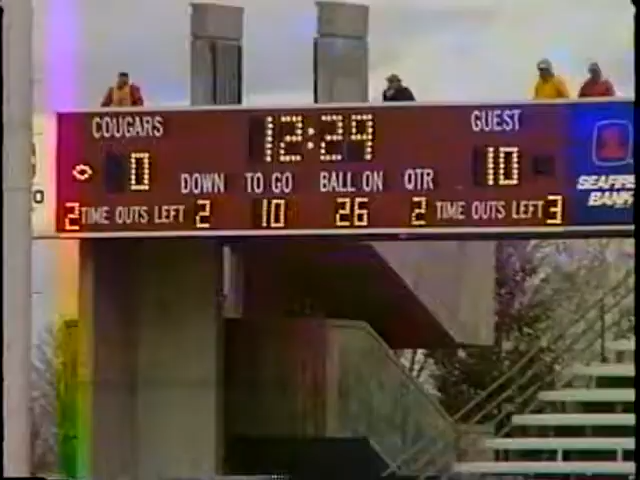 COUGARS 12:29 GUEST
0 10
DOWN TO GO BALL ON QTR
2 TIME OUTS LEFT 2 10 26 2 TIME OUTS LEFT 3
1
SEAFIRST
BANK